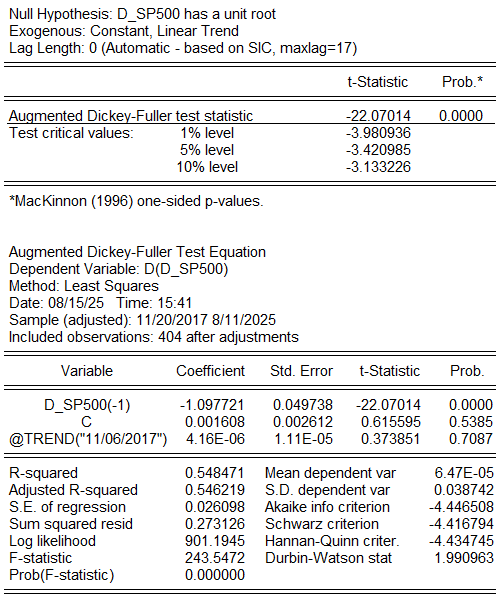 Null Hypothesis: D_SP500 has a unit root
Exogenous: Constant, Linear Trend
Lag Length: 0 (Automatic - based on SIC, maxlag=17)
t-Statistic Prob.*
Augmented Dickey-Fuller test statistic -22.07014 0.0000
Test critical values: 1% level -3.980936
5% level -3.420985
10% level -3.133226
*MacKinnon (1996) one-sided p-values.
Augmented Dickey-Fuller Test Equation
Dependent Variable: D(D_SP500)
Method: Least Squares
Date: 08/15/25 Time: 15:41
Sample (adjusted): 11/20/2017 8/11/2025
Included observations: 404 after adjustments
Variable Coefficient Std. Error t-Statistic Prob.
D_SP500(-1) -1.097721 0.049738 -22.07014 0.0000
C 0.001608 0.002612 0.615595 0.5385
@TREND("11/06/2017") 4.16E-06 1.11E-05 0.373851 0.7087
R-squared 0.548471 Mean dependent var 6.47E-05
Adjusted R-squared 0.546219 S.D. dependent var 0.038742
S.E. of regression 0.026098 Akaike info criterion -4.446508
Sum squared resid 0.273126 Schwarz criterion -4.416794
Log likelihood 901.1945 Hannan-Quinn criter. -4.434745
F-statistic 243.5472 Durbin-Watson stat 1.990963
Prob(F-statistic) 0.000000